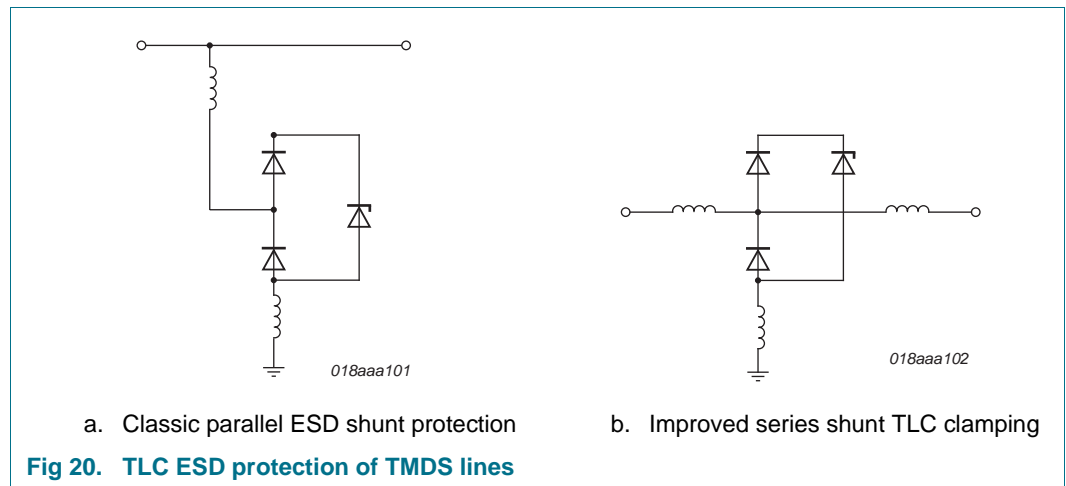 018aaa101
018aaa102
a. Classic parallel ESD shunt protection
b. Improved series shunt TLC clamping
Fig 20. TLC ESD protection of TMDS lines